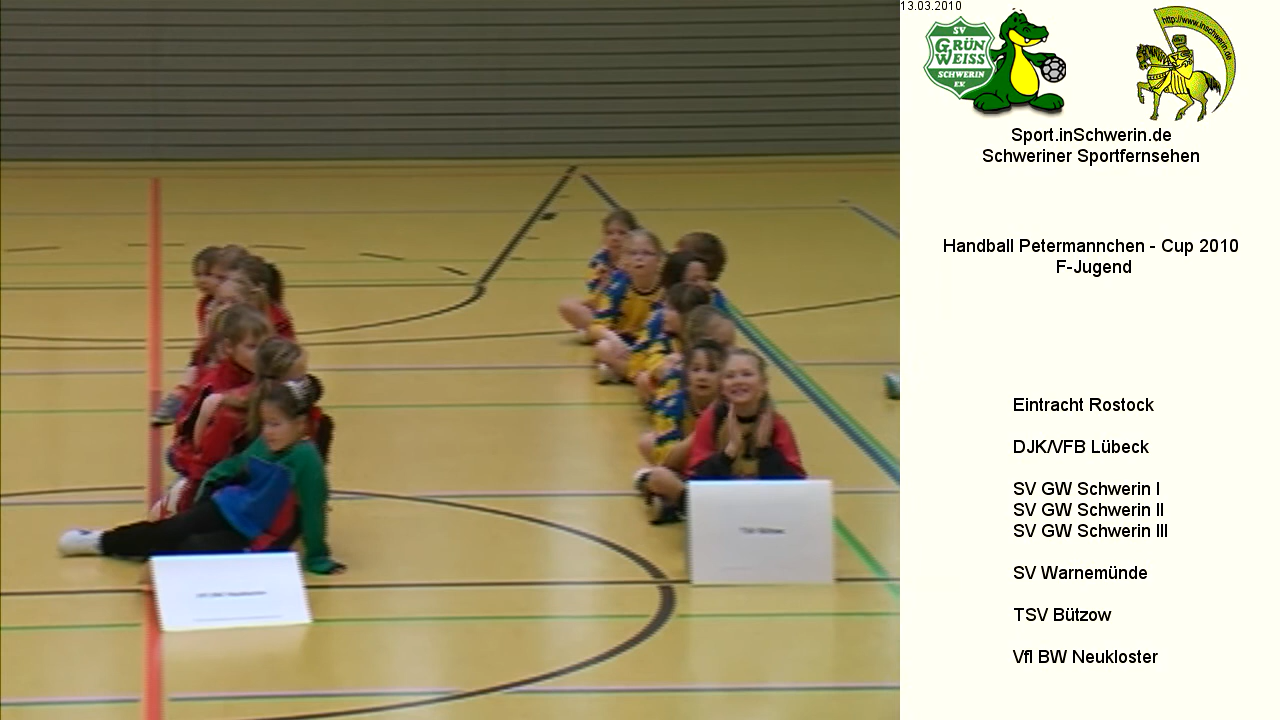 13.03.2010
SV
GRÜN
WEISS
SCHWERIN
E.V.
http://www.inschwerin.de
Sport.inSchwerin.de
Schweriner Sportfernsehen
Handball Petermannchen - Cup 2010
F-Jugend
Eintracht Rostock
DJK/VFB Lübeck
SV GW Schwerin I
SV GW Schwerin II
SV GW Schwerin III
SV Warnemünde
TSV Bützow
Vfl BW Neukloster
TSV Bützow